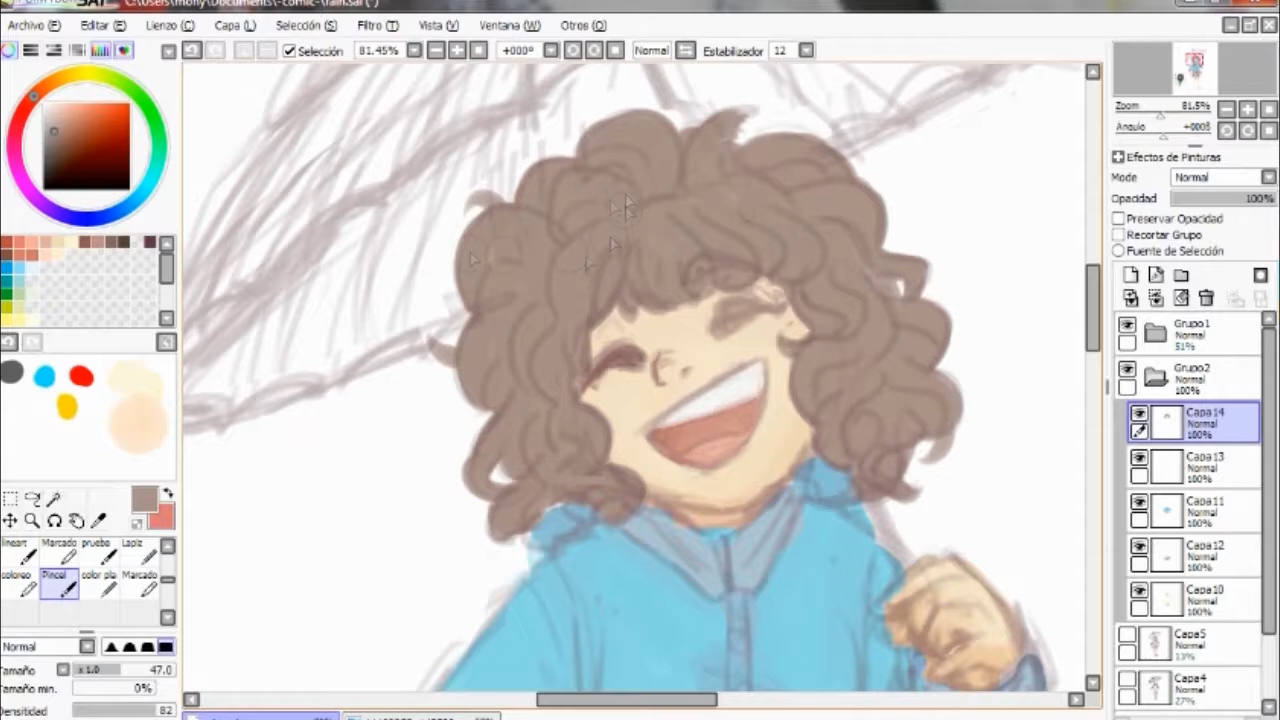 Archivo (F) Editar (E) Capa (L) Lienzo (C) Selección (S) Filtro (T) Vista (V) Ventana (W) Otros (O)
Selección 81.45% +000° Normal Estabilizador 12
Zoom 81.5%
Angulo
Efectos de Pinturas
Modo Normal
Opacidad 100%
Preservar Opacidad
Recortar Grupo
Fuente de Selección
Grupo1
Normal
51%
Grupo2
Normal
100%
Capa14
Normal
100%
Capa13
Normal
100%
Capa11
Normal
100%
Capa12
Normal
100%
Capa10
Normal
100%
Capa5
Normal
13%
Capa4
Normal
27%
lineart Marcado prueba Lapiz
coloreo Pincel color pla Marcado
Normal
Tamaño x 1.0 47.0
Tamaño min. 0%
Densidad 82